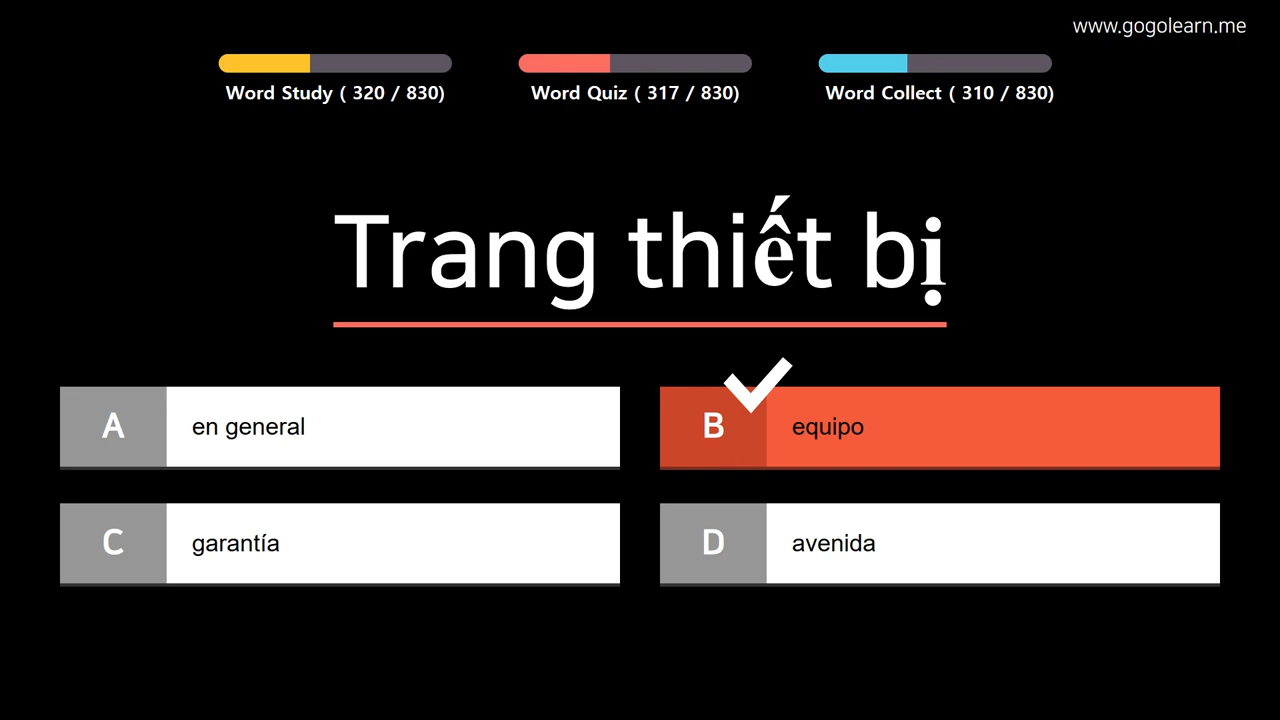 www.gogolearn.me
Word Study ( 320 / 830)
Word Quiz ( 317 / 830)
Word Collect ( 310 / 830)
Trang thiết bị
A
en general
B
equipo
C
garantía
D
avenida